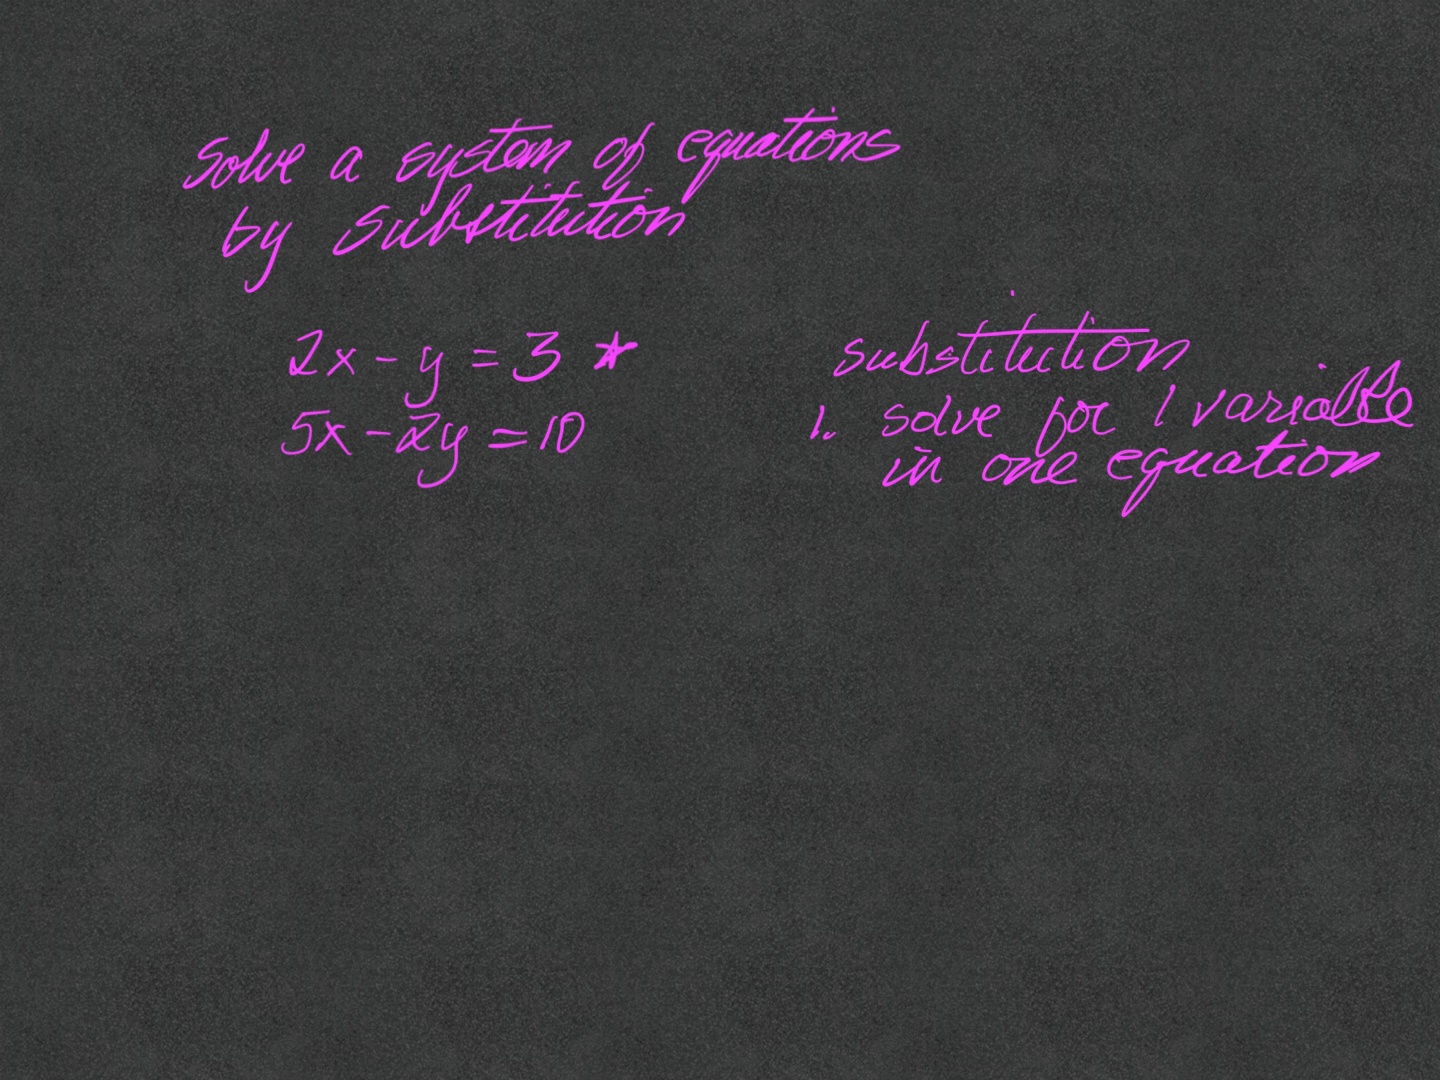 Solve a system of equations
by substitution
2x - y = 3 ★
5x - 2y = 10
substitution
1. solve for 1 variable
in one equation